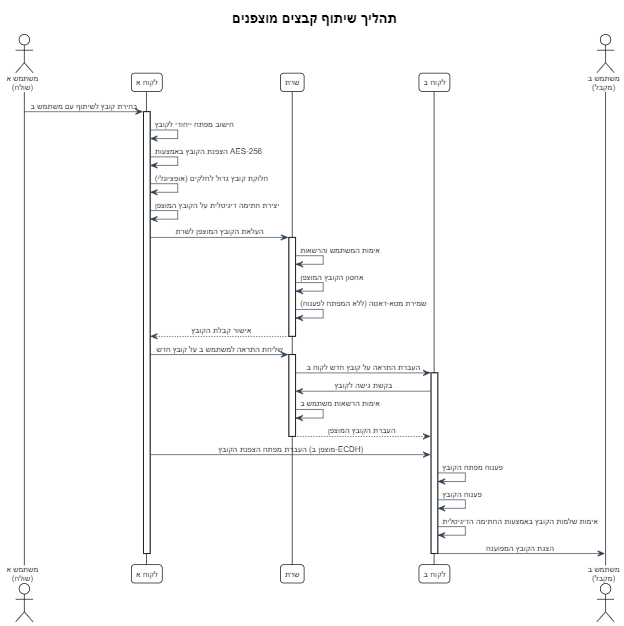 תהליך שיתוף קבצים מוצפנים
משתמש א
(שולח)
לקוח א
שרת
לקוח ב
משתמש ב
(מקבל)
בחירת קובץ לשיתוף עם משתמש ב
חישוב מפתח ייחודי לקובץ
הצפנת הקובץ באמצעות AES-256
חלוקת קובץ גדול לחלקים (אופציונלי)
יצירת חתימה דיגיטלית על הקובץ המוצפן
העלאת הקובץ המוצפן לשרת
אימות המשתמש והרשאות
אחסון הקובץ המוצפן
שמירת מטא-דאטה (ללא המפתח לפענוח)
אישור קבלת הקובץ
שליחת התראה למשתמש ב על קובץ חדש
העברת התראה על קובץ חדש לקוח ב
בקשת גישה לקובץ
אימות הרשאות משתמש ב
העברת הקובץ המוצפן
העברת מפתח הצפנת הקובץ (מוצפן ב-ECDH)
פענוח מפתח הקובץ
פענוח הקובץ
אימות שלמות הקובץ באמצעות החתימה הדיגיטלית
הצגת הקובץ המפוענח
משתמש א
(שולח)
לקוח א
שרת
לקוח ב
משתמש ב
(מקבל)